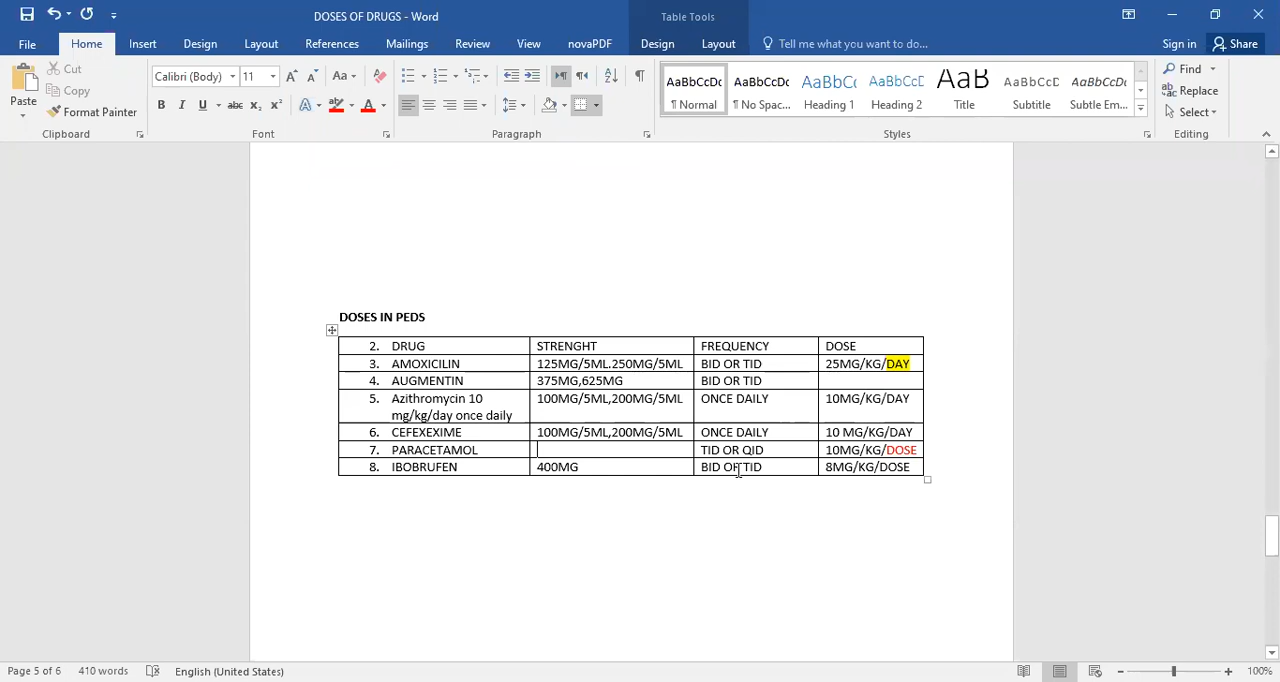 DOSES OF DRUGS - Word
Table Tools
File Home Insert Design Layout References Mailings Review View novaPDF Design Layout Tell me what you want to do... Sign in Share
Paste
Cut
Copy
Format Painter
Clipboard
Calibri (Body) 11 Aa
B I U abc X₂ X² A A
Font
Paragraph
AaBbCcDc AaBbCcDc AaBbCc AaBbCcE AaB AaBbCcD AaBbCcDc
¶ Normal ¶ No Spac... Heading 1 Heading 2 Title Subtitle Subtle Em...
Styles
Find
Replace
Select
Editing
DOSES IN PEDS
2. DRUG STRENGHT FREQUENCY DOSE
3. AMOXICILIN 125MG/5ML.250MG/5ML BID OR TID 25MG/KG/DAY
4. AUGMENTIN 375MG,625MG BID OR TID
5. Azithromycin 10 100MG/5ML,200MG/5ML ONCE DAILY 10MG/KG/DAY
mg/kg/day once daily
6. CEFEXEXIME 100MG/5ML,200MG/5ML ONCE DAILY 10 MG/KG/DAY
7. PARACETAMOL TID OR QID 10MG/KG/DOSE
8. IBOBRUFEN 400MG BID OR TID 8MG/KG/DOSE
Page 5 of 6 410 words English (United States) 100%